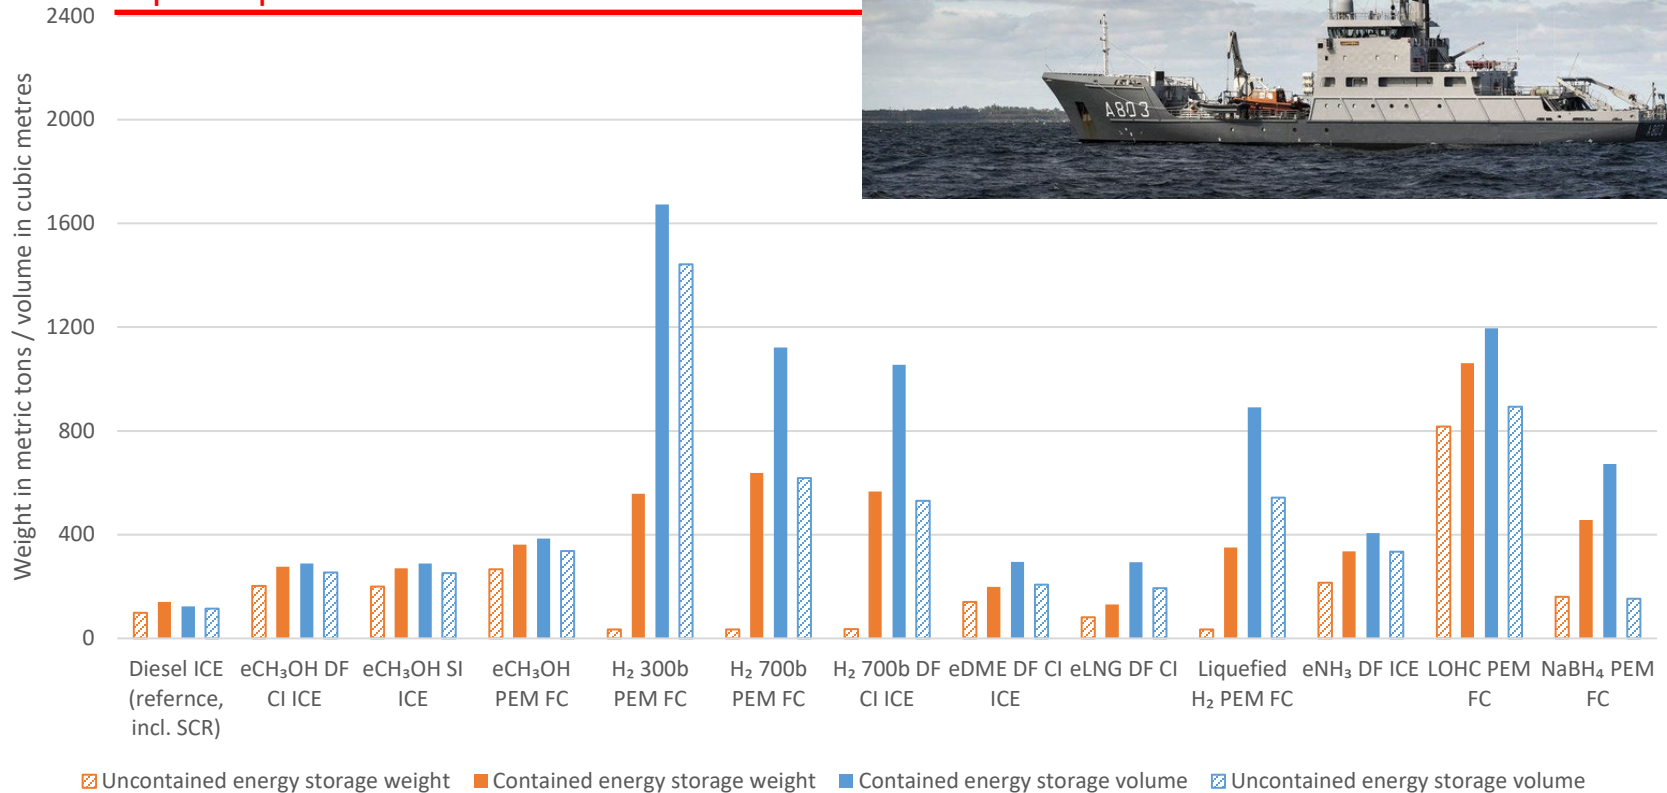 2400
2000
1600
1200
800
400
0
Weight in metric tons / volume in cubic metres
A803
A803
Diesel ICE
(refernce,
incl. SCR)
eCH₃OH DF
CI ICE
eCH₃OH SI
ICE
eCH₃OH
PEM FC
H₂ 300b
PEM FC
H₂ 700b
PEM FC
H₂ 700b DF
CI ICE
eDME DF CI
ICE
eLNG DF CI
Liquefied
H₂ PEM FC
eNH₃ DF ICE
LOHC PEM
FC
NaBH₄ PEM
FC
Uncontained energy storage weight
Contained energy storage weight
Contained energy storage volume
Uncontained energy storage volume